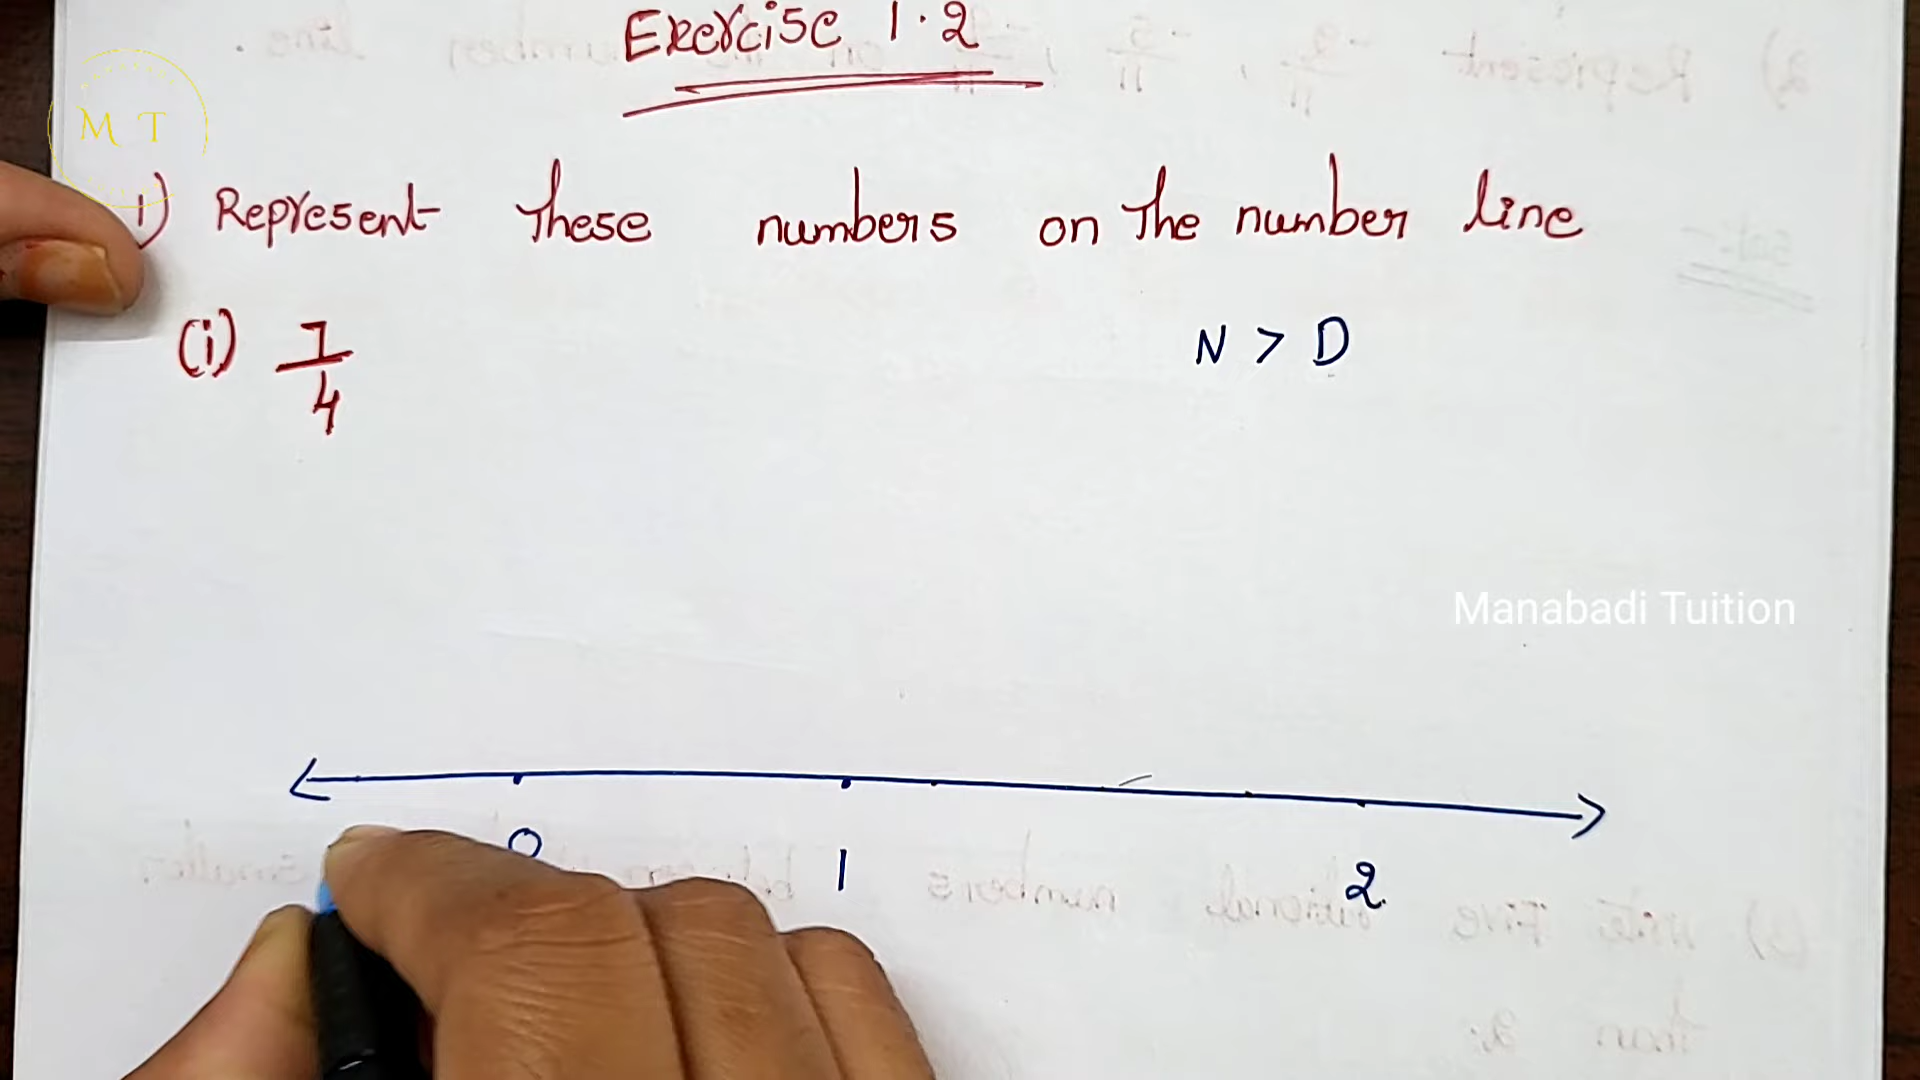 Exercise 1.2
M T
1) Represent These numbers on The number line
(i) 7/4
N > D
Manabadi Tuition
0 1 2